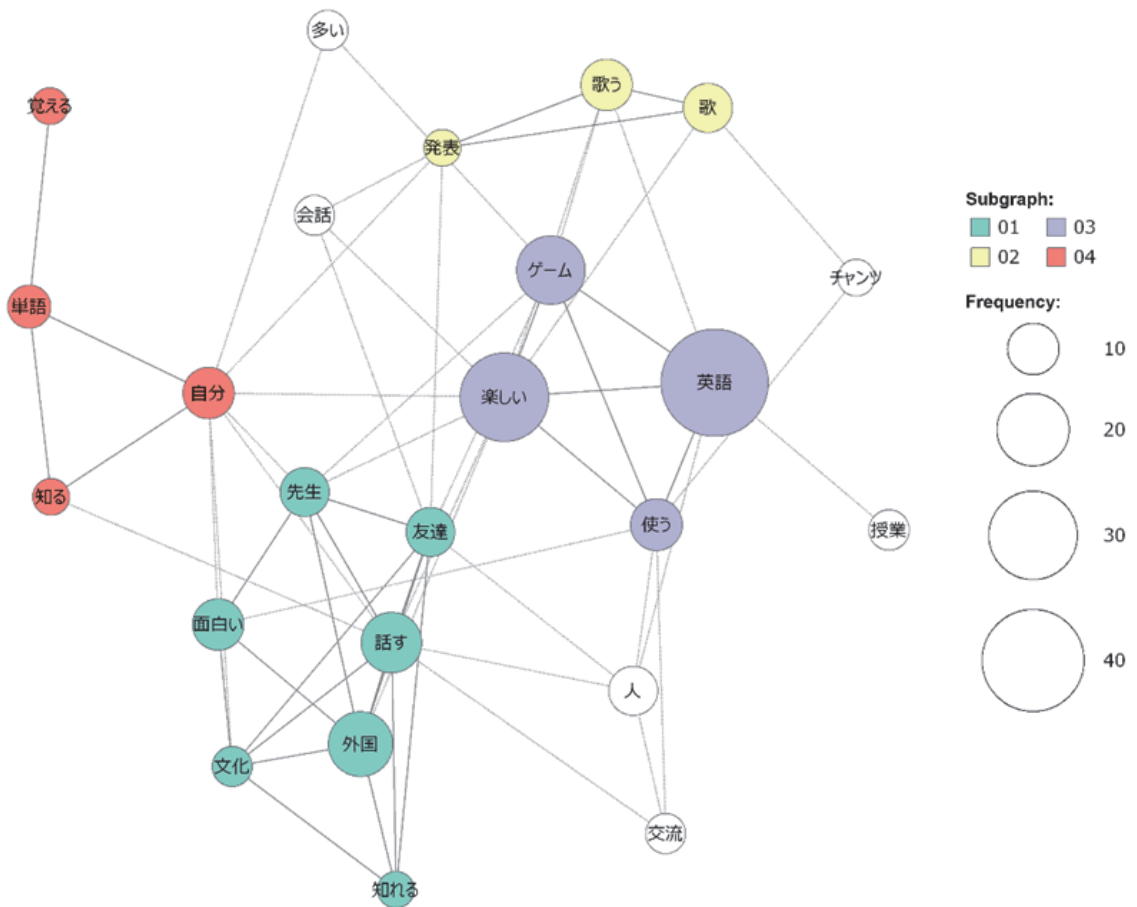 多い
歌う
歌
覚える
発表
会話
ゲーム
チャンツ
単語
英語
楽しい
自分
先生
知る
友達
使う
授業
面白い
話す
人
外国
文化
交流
知れる
Subgraph:
01 03
02 04
Frequency:
10
20
30
40